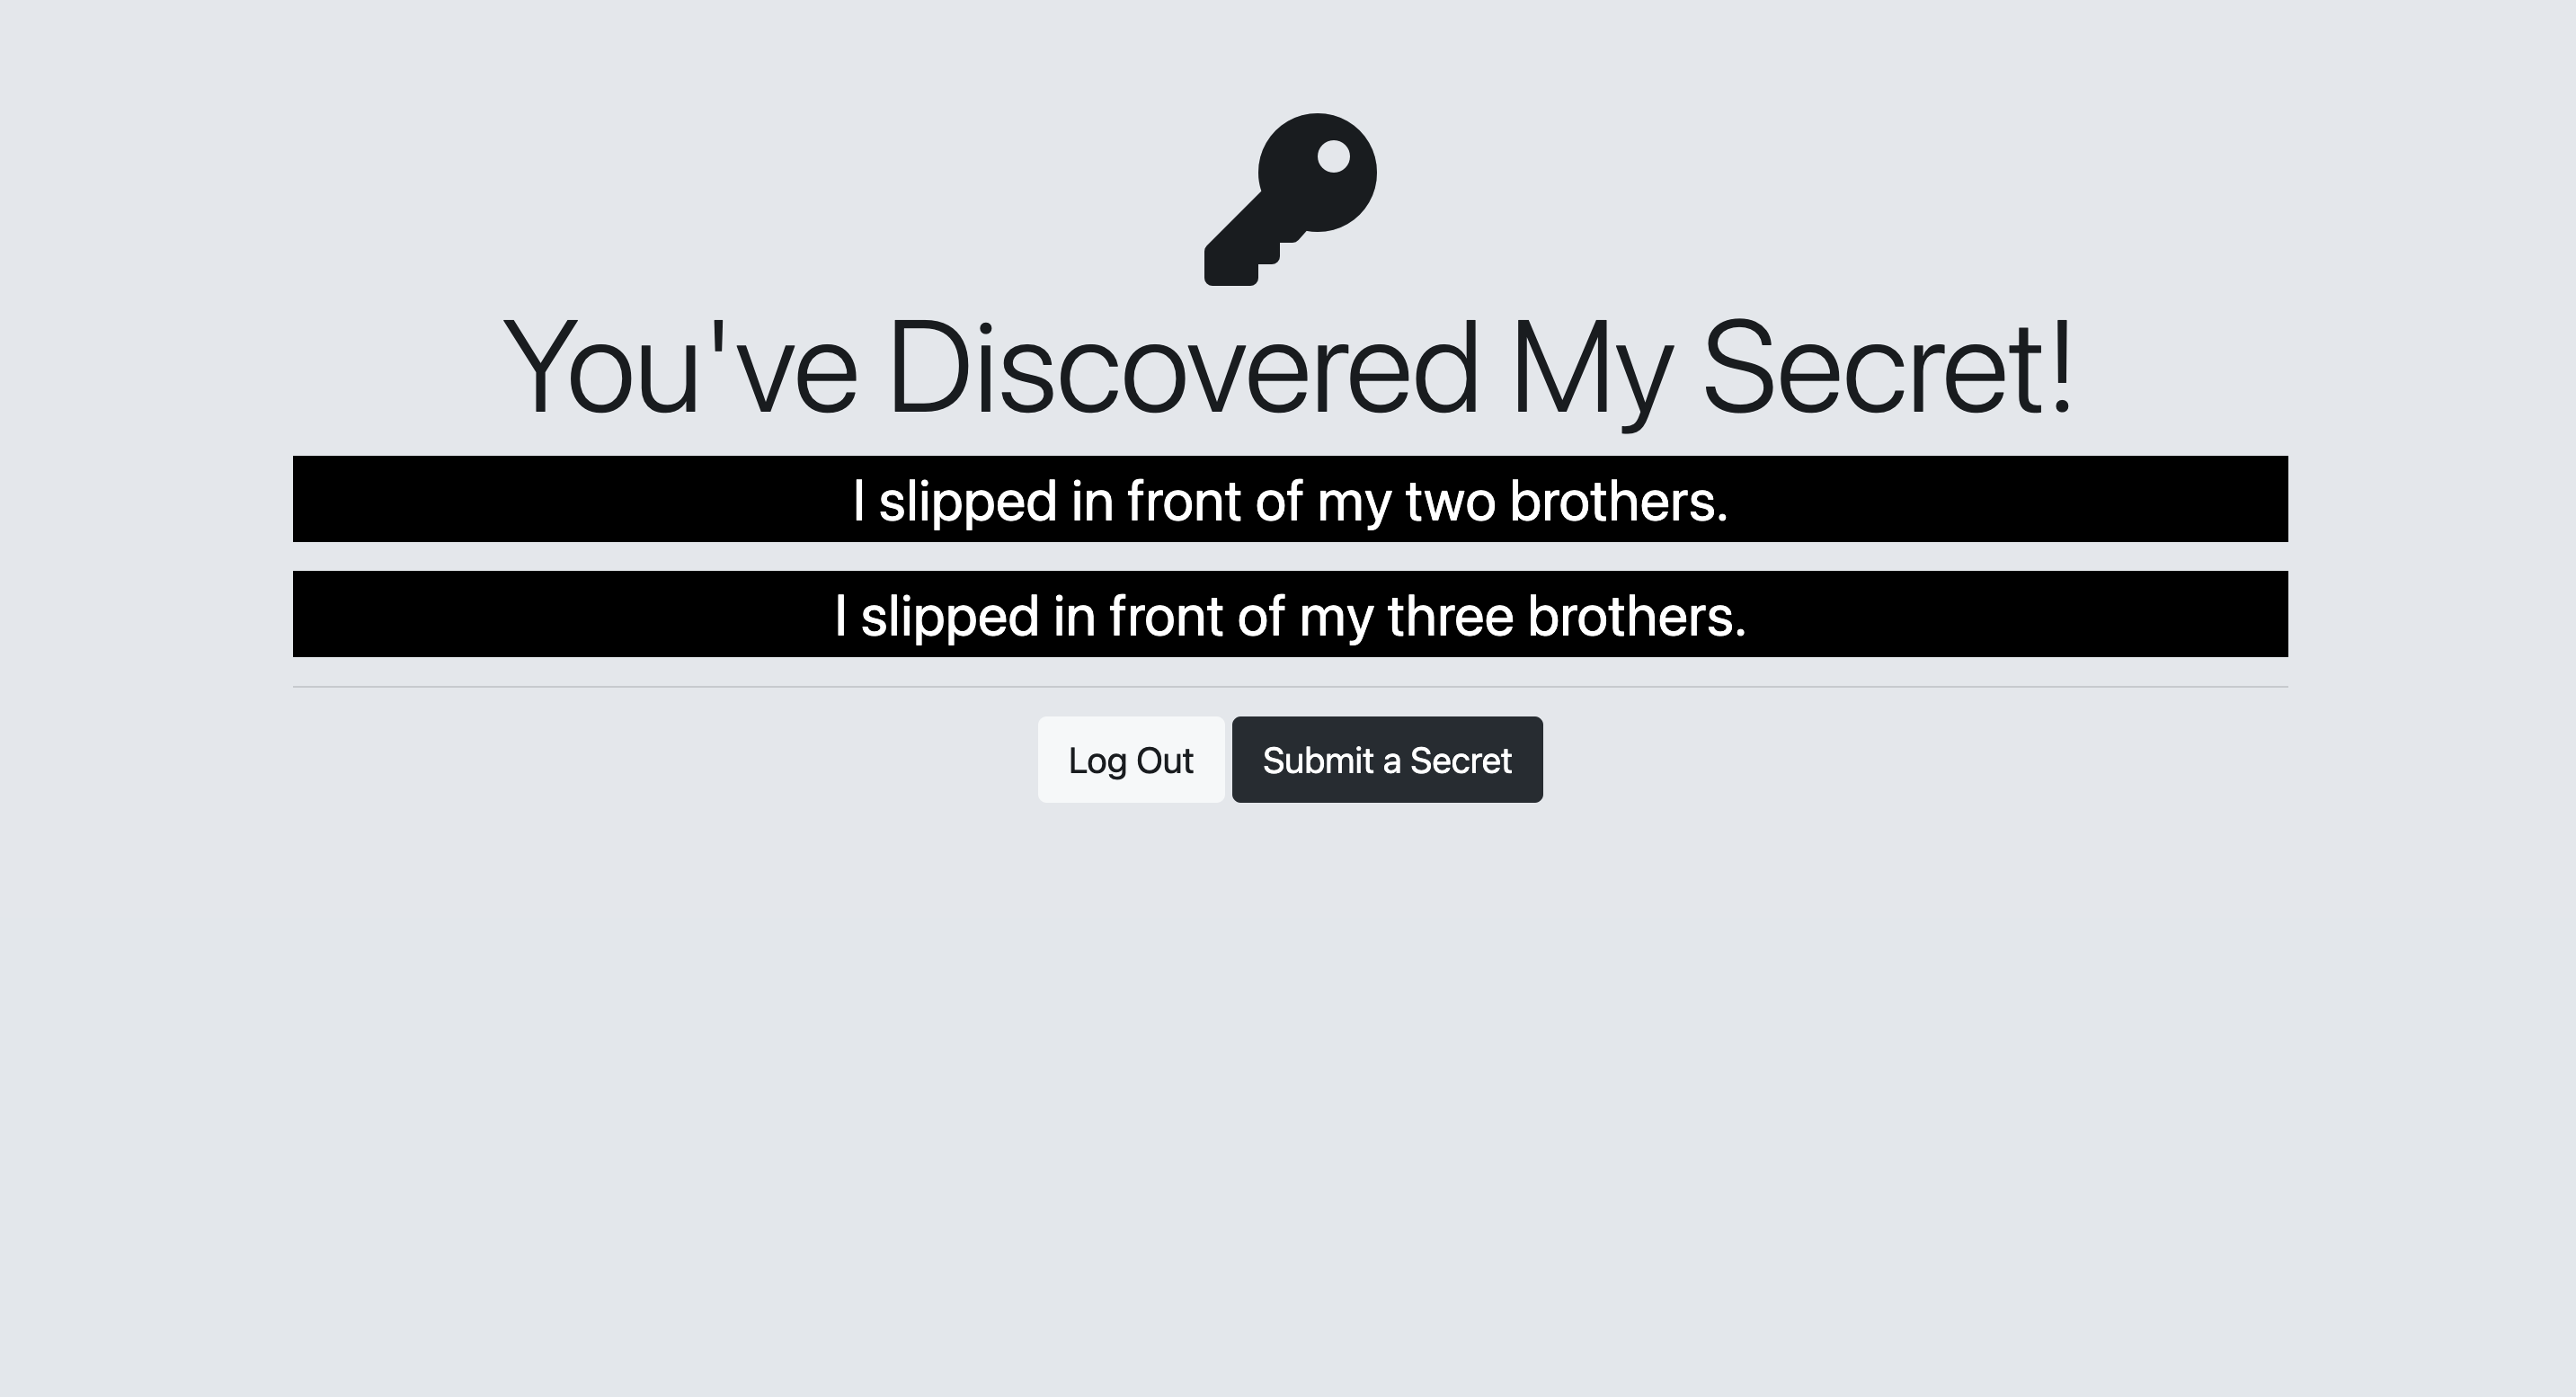 You've Discovered My Secret!
I slipped in front of my two brothers.
I slipped in front of my three brothers.
Log Out
Submit a Secret